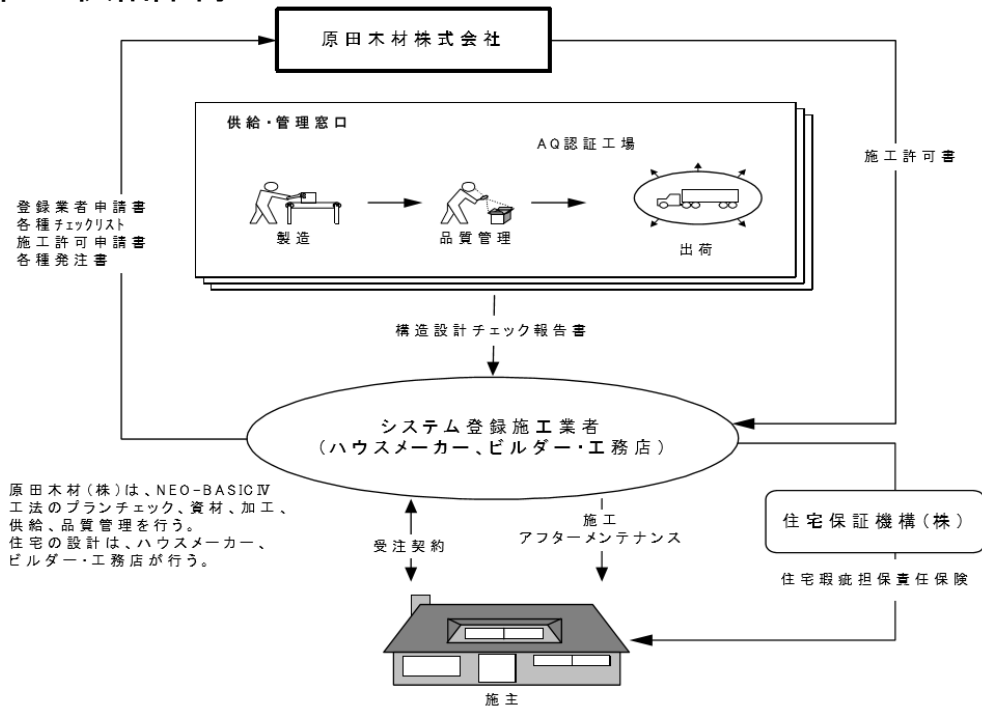 原田木材株式会社
供給・管理窓口
AQ認証工場
製造
品質管理
出荷
施工許可書
登録業者申請書
各種チェックリスト
施工許可申請書
各種発注書
構造設計チェック報告書
システム登録施工業者
(ハウスメーカー、ビルダー・工務店)
原田木材(株)は、NEO-BASICⅣ
工法のプランチェック、資材、加工、
供給、品質管理を行う。
住宅の設計は、ハウスメーカー、
ビルダー・工務店が行う。
受注契約
施工
アフターメンテナンス
住宅保証機構(株)
住宅瑕疵担保責任保険
施主